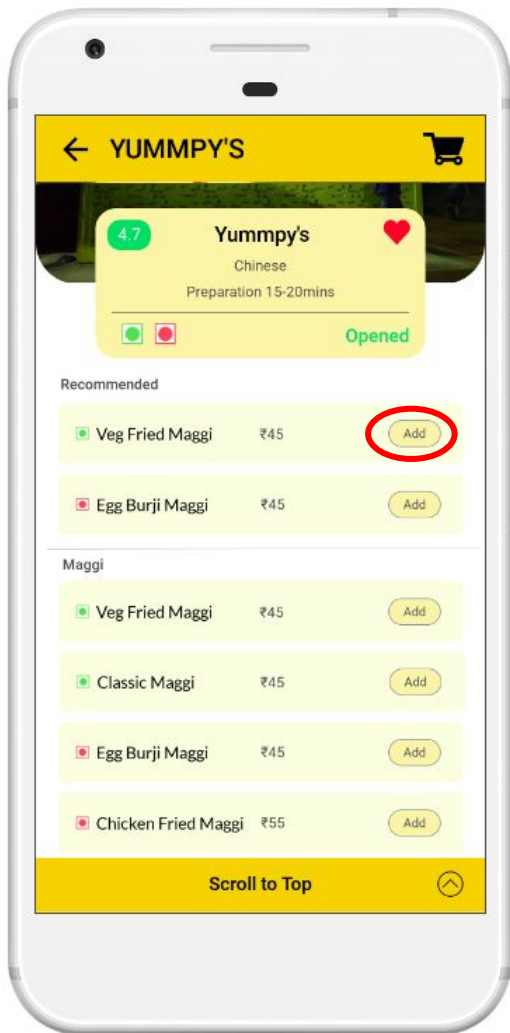 YUMMPY'S
4.7 Yummpy's
Chinese
Preparation 15-20mins
Opened
Recommended
Veg Fried Maggi ₹45 Add
Egg Burji Maggi ₹45 Add
Maggi
Veg Fried Maggi ₹45 Add
Classic Maggi ₹45 Add
Egg Burji Maggi ₹45 Add
Chicken Fried Maggi ₹55 Add
Scroll to Top